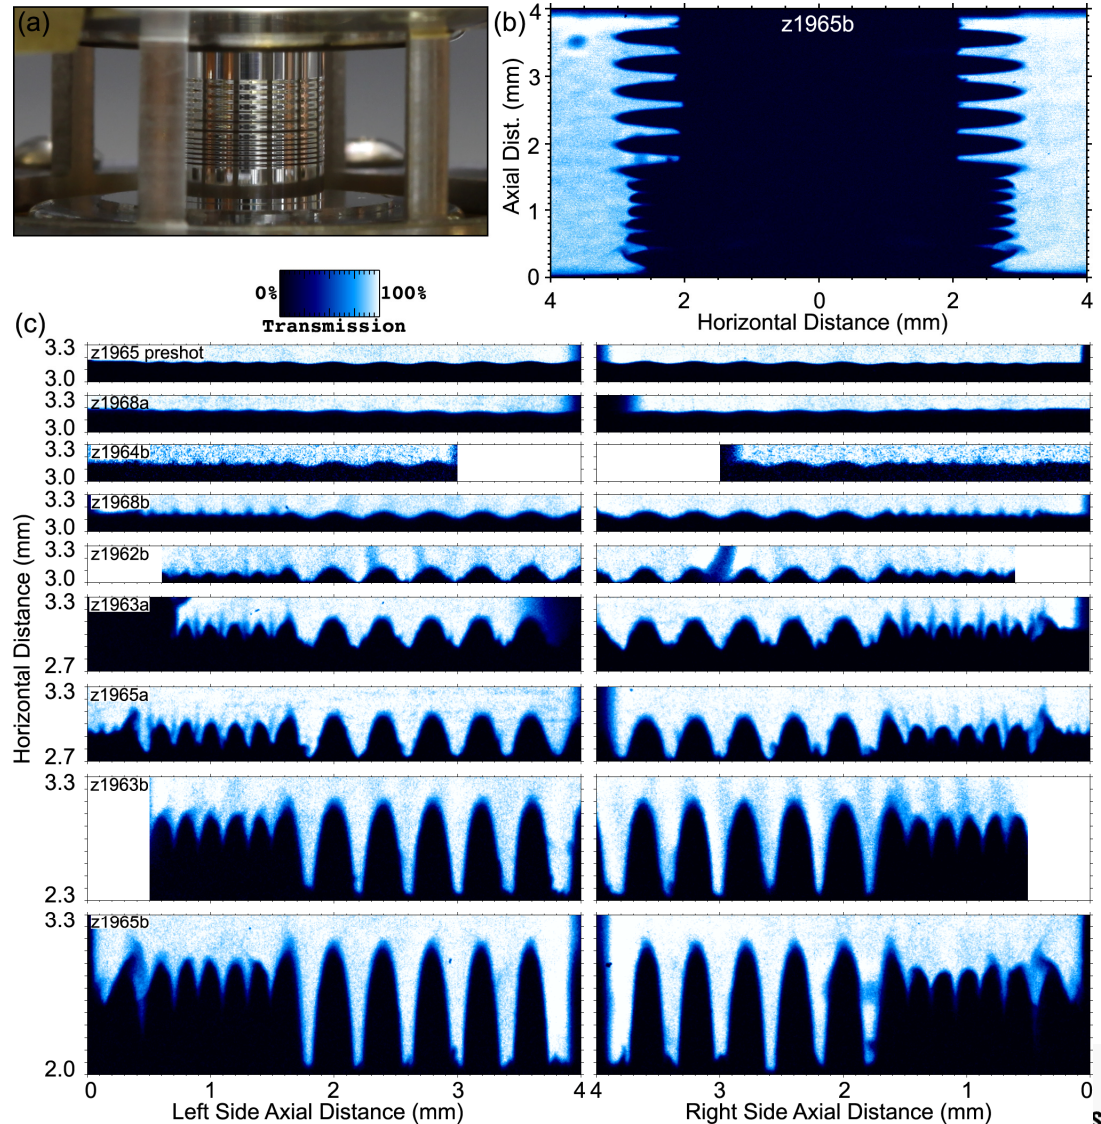 (a)
(b)
z1965b
4
3
2
1
0
Axial Dist. (mm)
4 2 0 2 4
Horizontal Distance (mm)
0% 100%
Transmission
(c)
3.3
z1965 preshot
3.0
3.3
z1968a
3.0
3.3
z1964b
3.0
3.3
z1968b
3.0
3.3
z1962b
3.0
3.3
z1963a
2.7
3.3
z1965a
2.7
3.3
z1963b
2.3
3.3
z1965b
2.0
Horizontal Distance (mm)
0 1 2 3 4 4 3 2 1 0
Left Side Axial Distance (mm)
Right Side Axial Distance (mm)
s